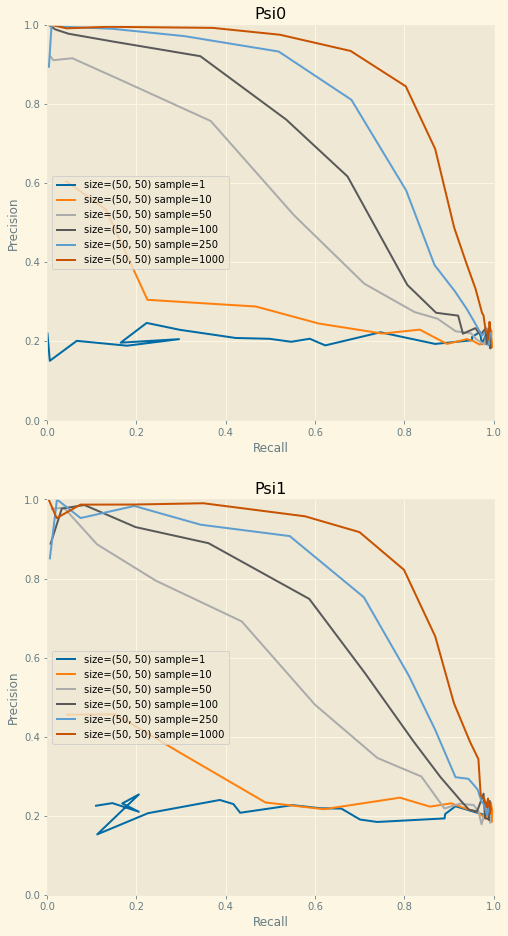 Psi0
1.0
0.8
0.6
0.4
0.2
0.0
Precision
size=(50, 50) sample=1
size=(50, 50) sample=10
size=(50, 50) sample=50
size=(50, 50) sample=100
size=(50, 50) sample=250
size=(50, 50) sample=1000
0.0 0.2 0.4 0.6 0.8 1.0
Recall
Psi1
1.0
0.8
0.6
0.4
0.2
0.0
Precision
size=(50, 50) sample=1
size=(50, 50) sample=10
size=(50, 50) sample=50
size=(50, 50) sample=100
size=(50, 50) sample=250
size=(50, 50) sample=1000
0.0 0.2 0.4 0.6 0.8 1.0
Recall